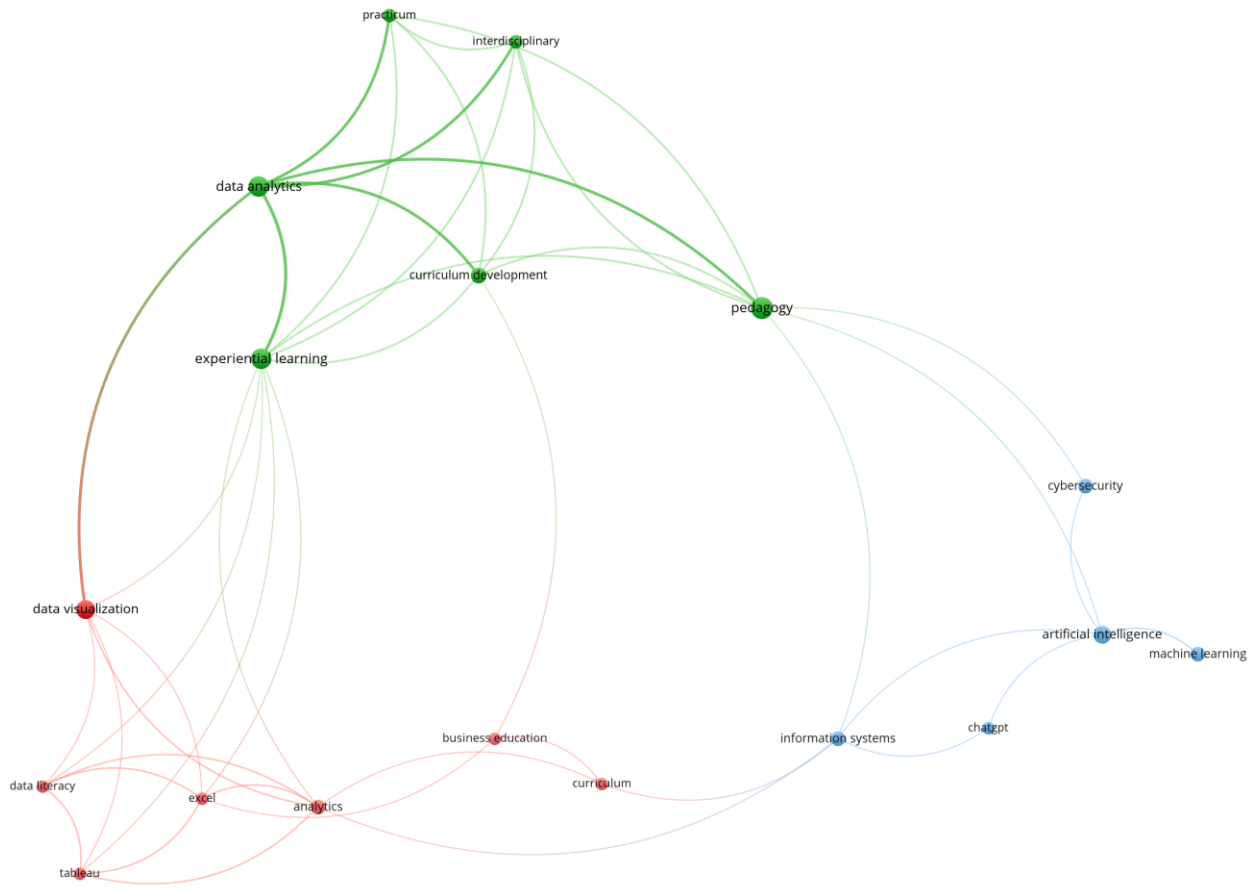 practicum
interdisciplinary
data analytics
curriculum development
pedagogy
experiential learning
cybersecurity
data visualization
artificial intelligence
machine learning
chatgpt
business education
information systems
curriculum
data literacy
excel
analytics
tableau